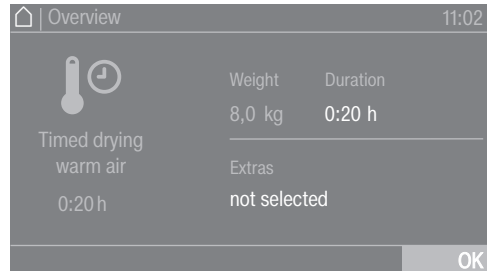 | Overview 11:02
Weight Duration
8,0 kg 0:20 h
Timed drying
warm air
0:20 h
Extras
not selected
OK